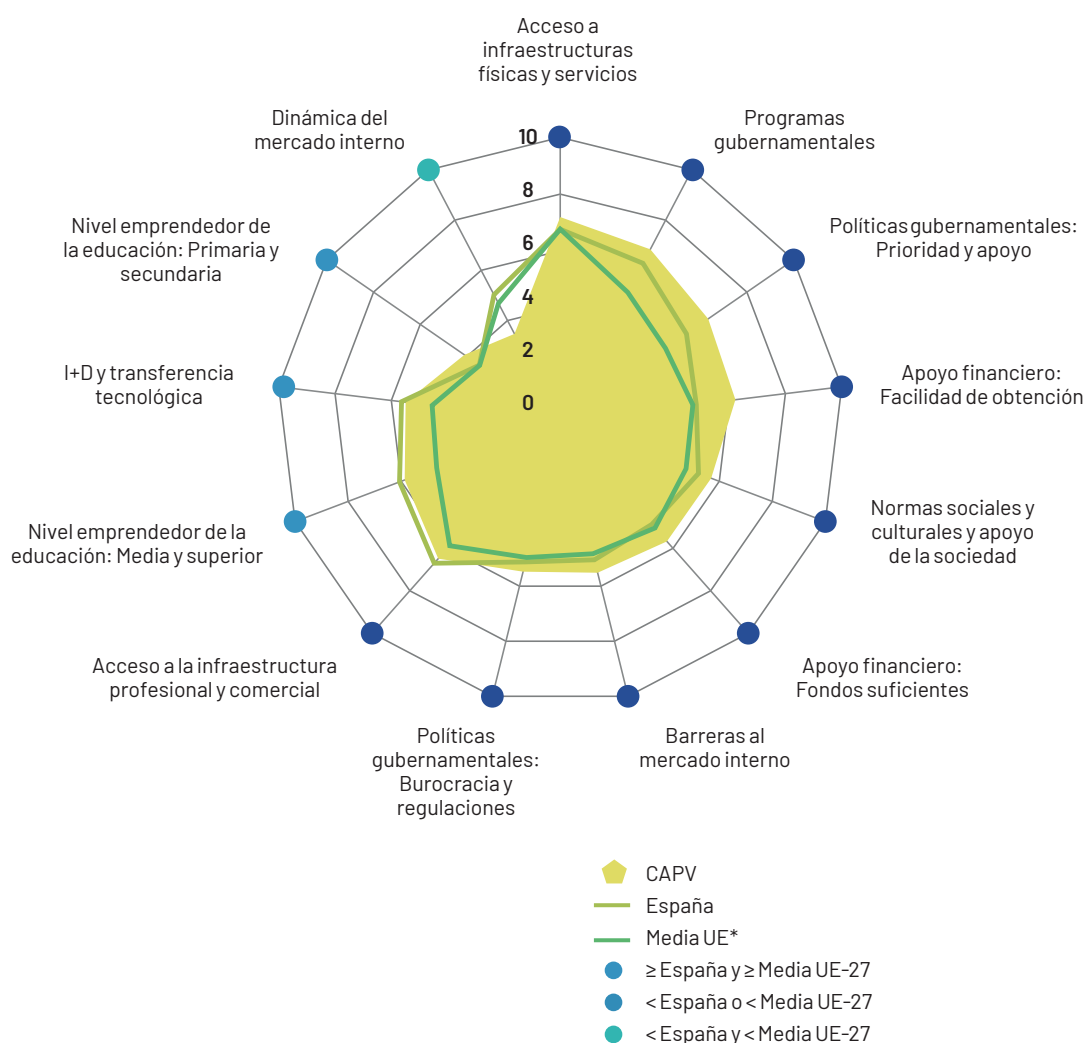 Acceso a
infraestructuras
físicas y servicios
Dinámica del
mercado interno
Programas
gubernamentales
Nivel emprendedor de
la educación: Primaria y
secundaria
Políticas gubernamentales:
Prioridad y apoyo
I+D y transferencia
tecnológica
Apoyo financiero:
Facilidad de obtención
Nivel emprendedor de la
educación: Media y superior
Normas sociales y
culturales y apoyo
de la sociedad
Acceso a la infraestructura
profesional y comercial
Apoyo financiero:
Fondos suficientes
Políticas
gubernamentales:
Burocracia y
regulaciones
Barreras al
mercado interno
10
8
6
4
2
0
CAPV
España
Media UE*
≥ España y ≥ Media UE-27
< España o < Media UE-27
< España y < Media UE-27